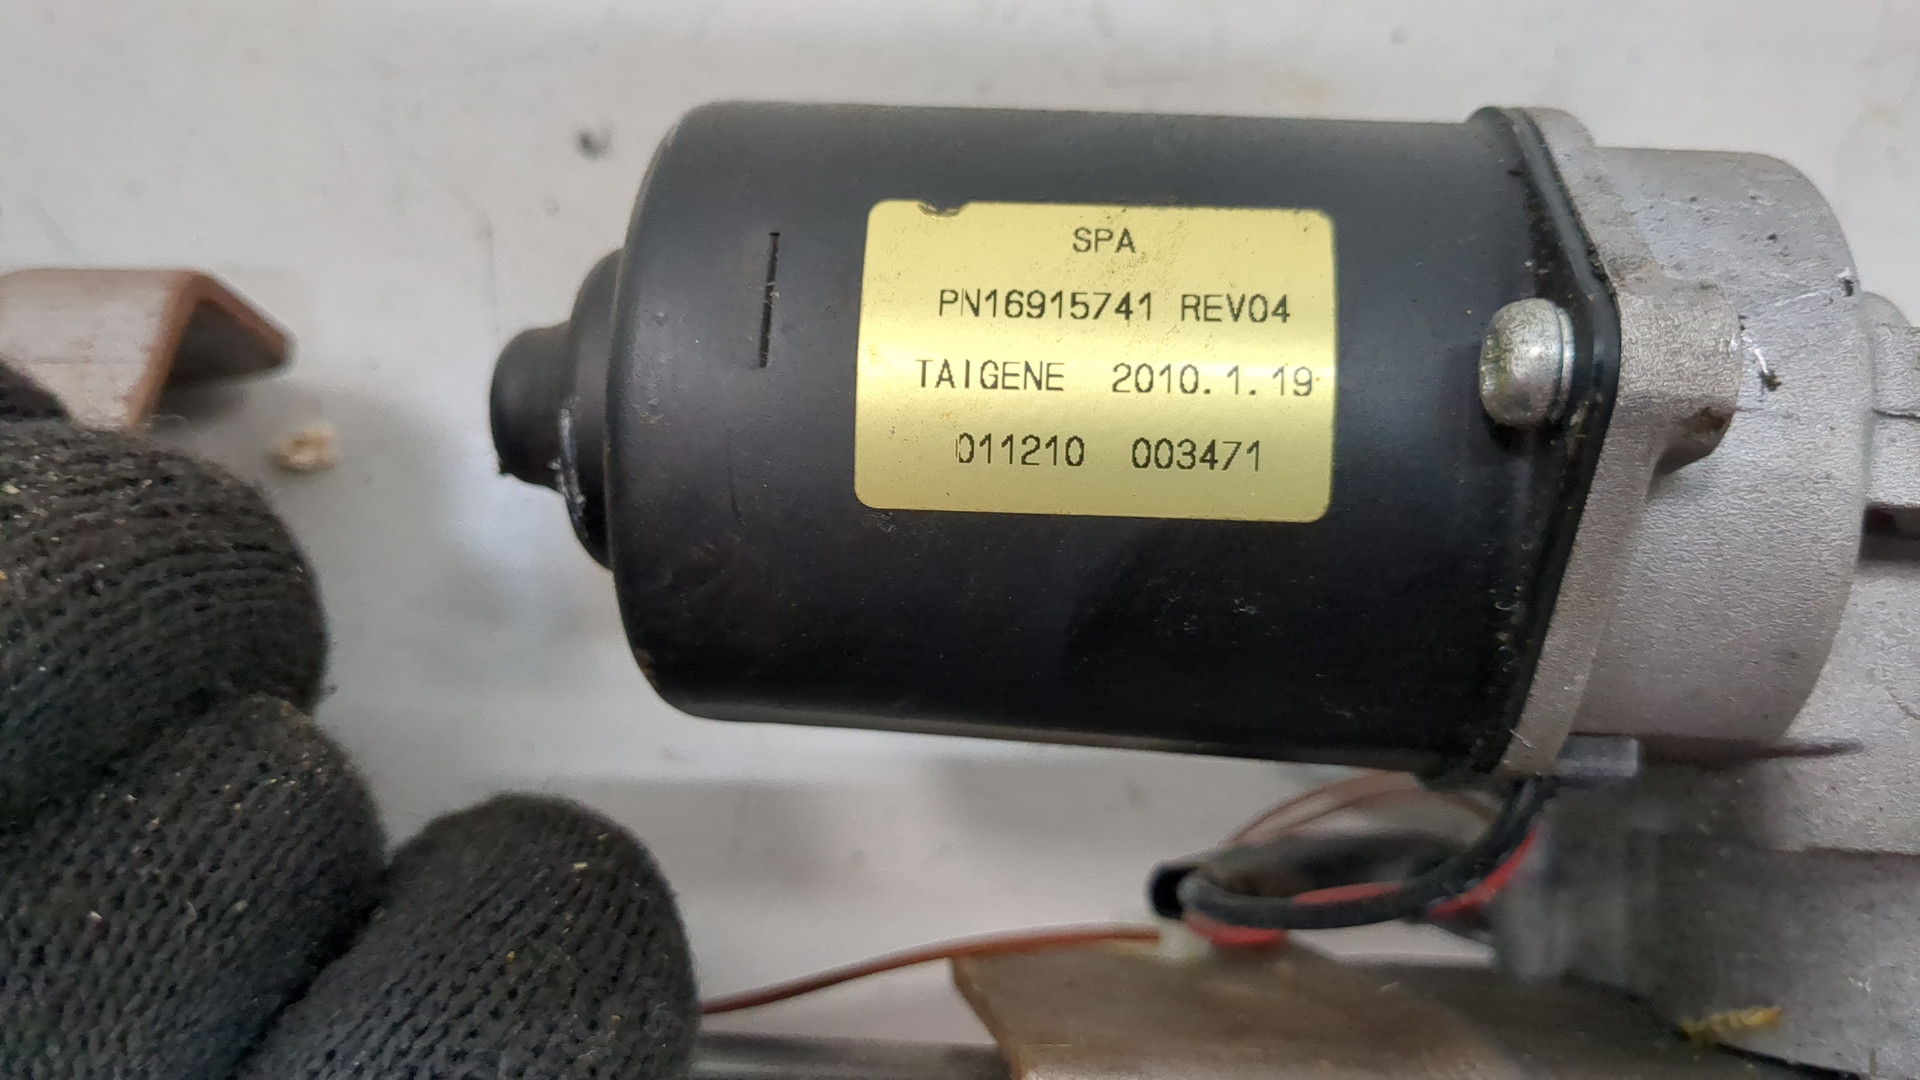 SPA
PN16915741 REV04
TAIGENE 2010.1.19
011210 003471